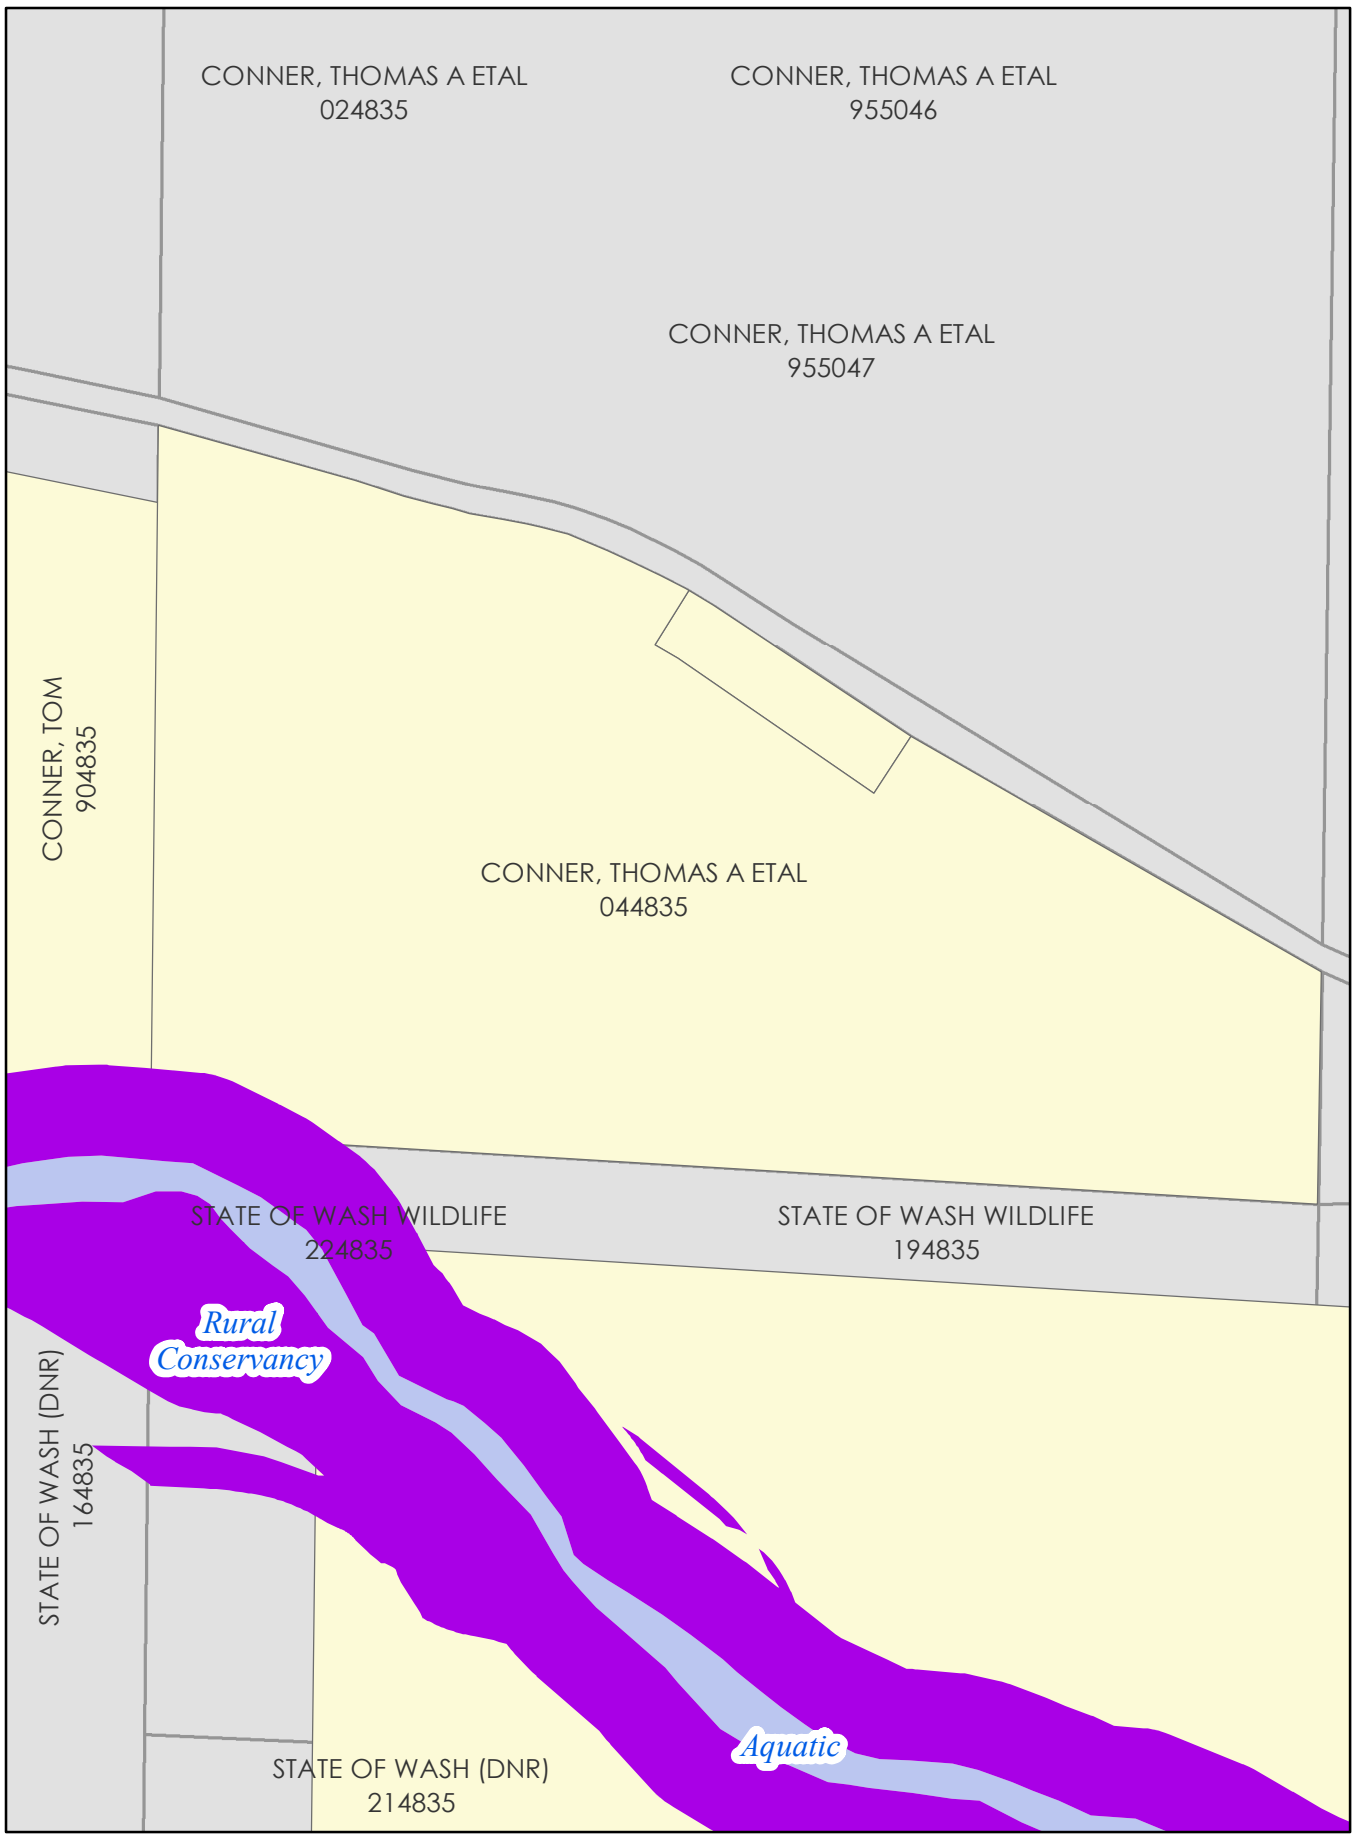 CONNER, THOMAS A ETAL
024835
CONNER, THOMAS A ETAL
955046
CONNER, THOMAS A ETAL
955047
CONNER, TOM
904835
CONNER, THOMAS A ETAL
044835
STATE OF WASH WILDLIFE
224835
STATE OF WASH WILDLIFE
194835
Rural
Conservancy
STATE OF WASH (DNR)
164835
Aquatic
STATE OF WASH (DNR)
214835